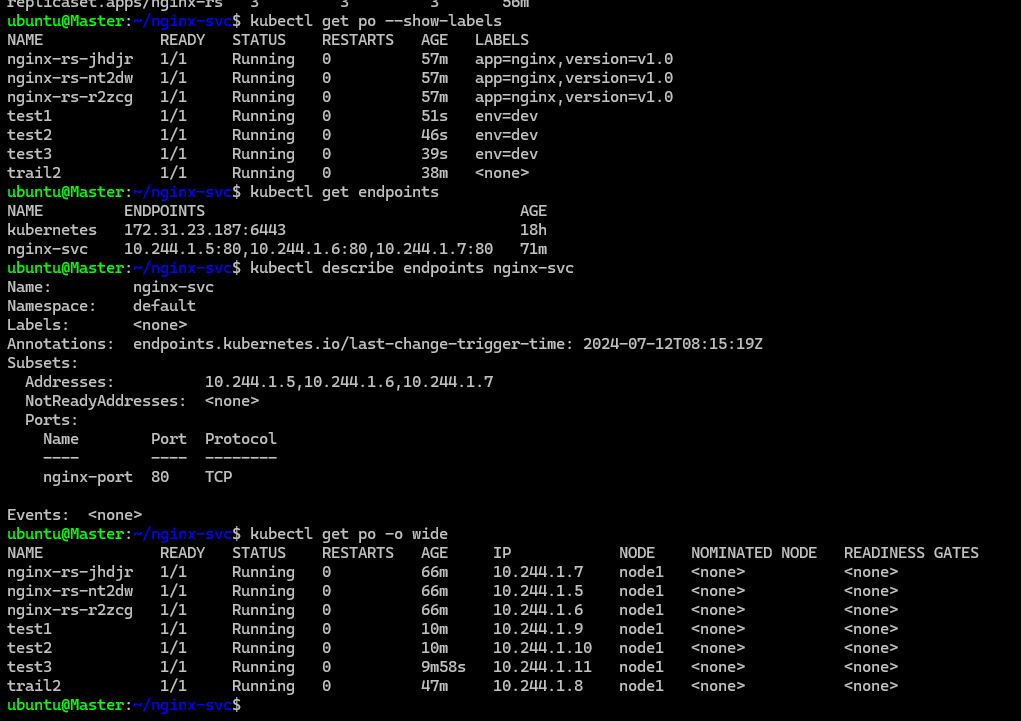 replicaset.apps/nginx-rs   3         3         3       56m
ubuntu@Master:~/nginx-svc$ kubectl get po --show-labels
NAME             READY   STATUS    RESTARTS   AGE   LABELS
nginx-rs-jhdjr   1/1     Running   0          57m   app=nginx,version=v1.0
nginx-rs-nt2dw   1/1     Running   0          57m   app=nginx,version=v1.0
nginx-rs-r2zcg   1/1     Running   0          57m   app=nginx,version=v1.0
test1            1/1     Running   0          51s   env=dev
test2            1/1     Running   0          46s   env=dev
test3            1/1     Running   0          39s   env=dev
trail2           1/1     Running   0          38m   <none>
ubuntu@Master:~/nginx-svc$ kubectl get endpoints
NAME         ENDPOINTS                                   AGE
kubernetes   172.31.23.187:6443                          18h
nginx-svc    10.244.1.5:80,10.244.1.6:80,10.244.1.7:80   71m
ubuntu@Master:~/nginx-svc$ kubectl describe endpoints nginx-svc
Name:         nginx-svc
Namespace:    default
Labels:       <none>
Annotations:  endpoints.kubernetes.io/last-change-trigger-time: 2024-07-12T08:15:19Z
Subsets:
  Addresses:          10.244.1.5,10.244.1.6,10.244.1.7
  NotReadyAddresses:  <none>
  Ports:
    Name        Port  Protocol
    ----        ----  --------
    nginx-port  80    TCP

Events:  <none>
ubuntu@Master:~/nginx-svc$ kubectl get po -o wide
NAME             READY   STATUS    RESTARTS   AGE     IP            NODE    NOMINATED NODE   READINESS GATES
nginx-rs-jhdjr   1/1     Running   0          66m     10.244.1.7    node1   <none>           <none>
nginx-rs-nt2dw   1/1     Running   0          66m     10.244.1.5    node1   <none>           <none>
nginx-rs-r2zcg   1/1     Running   0          66m     10.244.1.6    node1   <none>           <none>
test1            1/1     Running   0          10m     10.244.1.9    node1   <none>           <none>
test2            1/1     Running   0          10m     10.244.1.10   node1   <none>           <none>
test3            1/1     Running   0          9m58s   10.244.1.11   node1   <none>           <none>
trail2           1/1     Running   0          47m     10.244.1.8    node1   <none>           <none>
ubuntu@Master:~/nginx-svc$